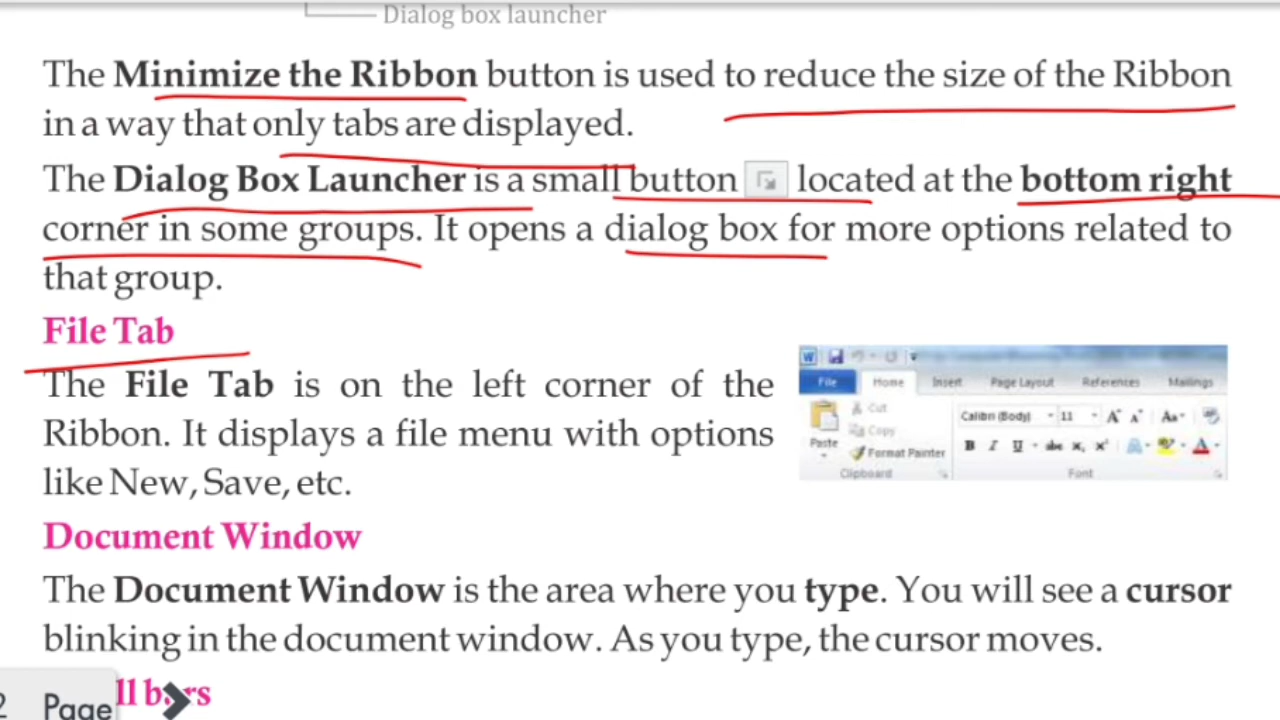 Dialog box launcher
The Minimize the Ribbon button is used to reduce the size of the Ribbon
in a way that only tabs are displayed.
The Dialog Box Launcher is a small button located at the bottom right
corner in some groups. It opens a dialog box for more options related to
that group.
File Tab
The File Tab is on the left corner of the
Ribbon. It displays a file menu with options
like New, Save, etc.
File Home Insert Page Layout References Mailings
Cut
Copy
Paste Format Painter
Clipboard
Calibri (Body) 11 A A Aa
B I U abc x, x² A A
Font
Document Window
The Document Window is the area where you type. You will see a cursor
blinking in the document window. As you type, the cursor moves.
2 Page